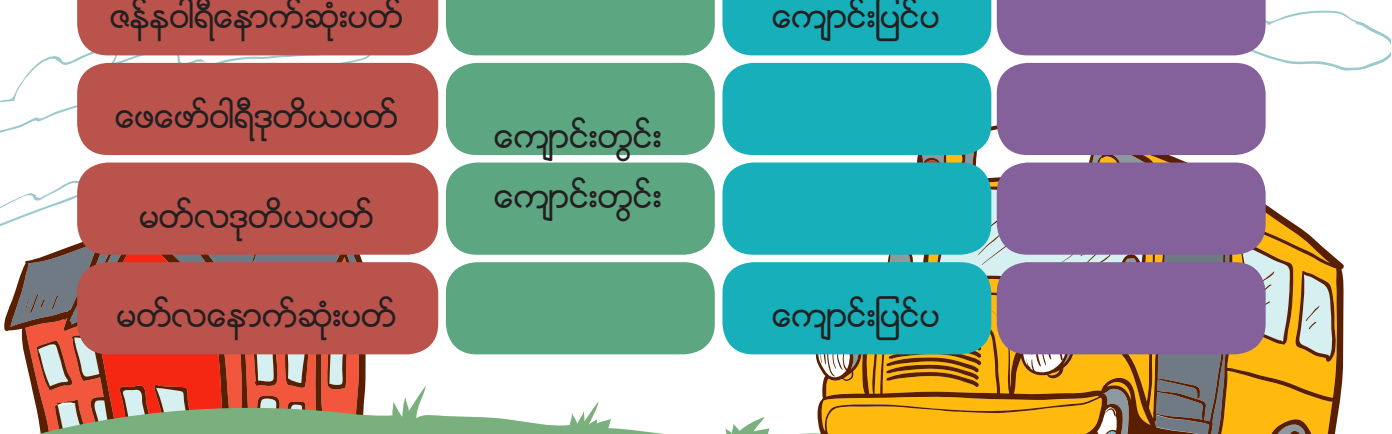 ဇန်နဝါရီနောက်ဆုံးပတ် ကျောင်းပြင်ပ
ဖေဖော်ဝါရီဒုတိယပတ် ကျောင်းတွင်း
မတ်လဒုတိယပတ် ကျောင်းတွင်း
မတ်လနောက်ဆုံးပတ် ကျောင်းပြင်ပ